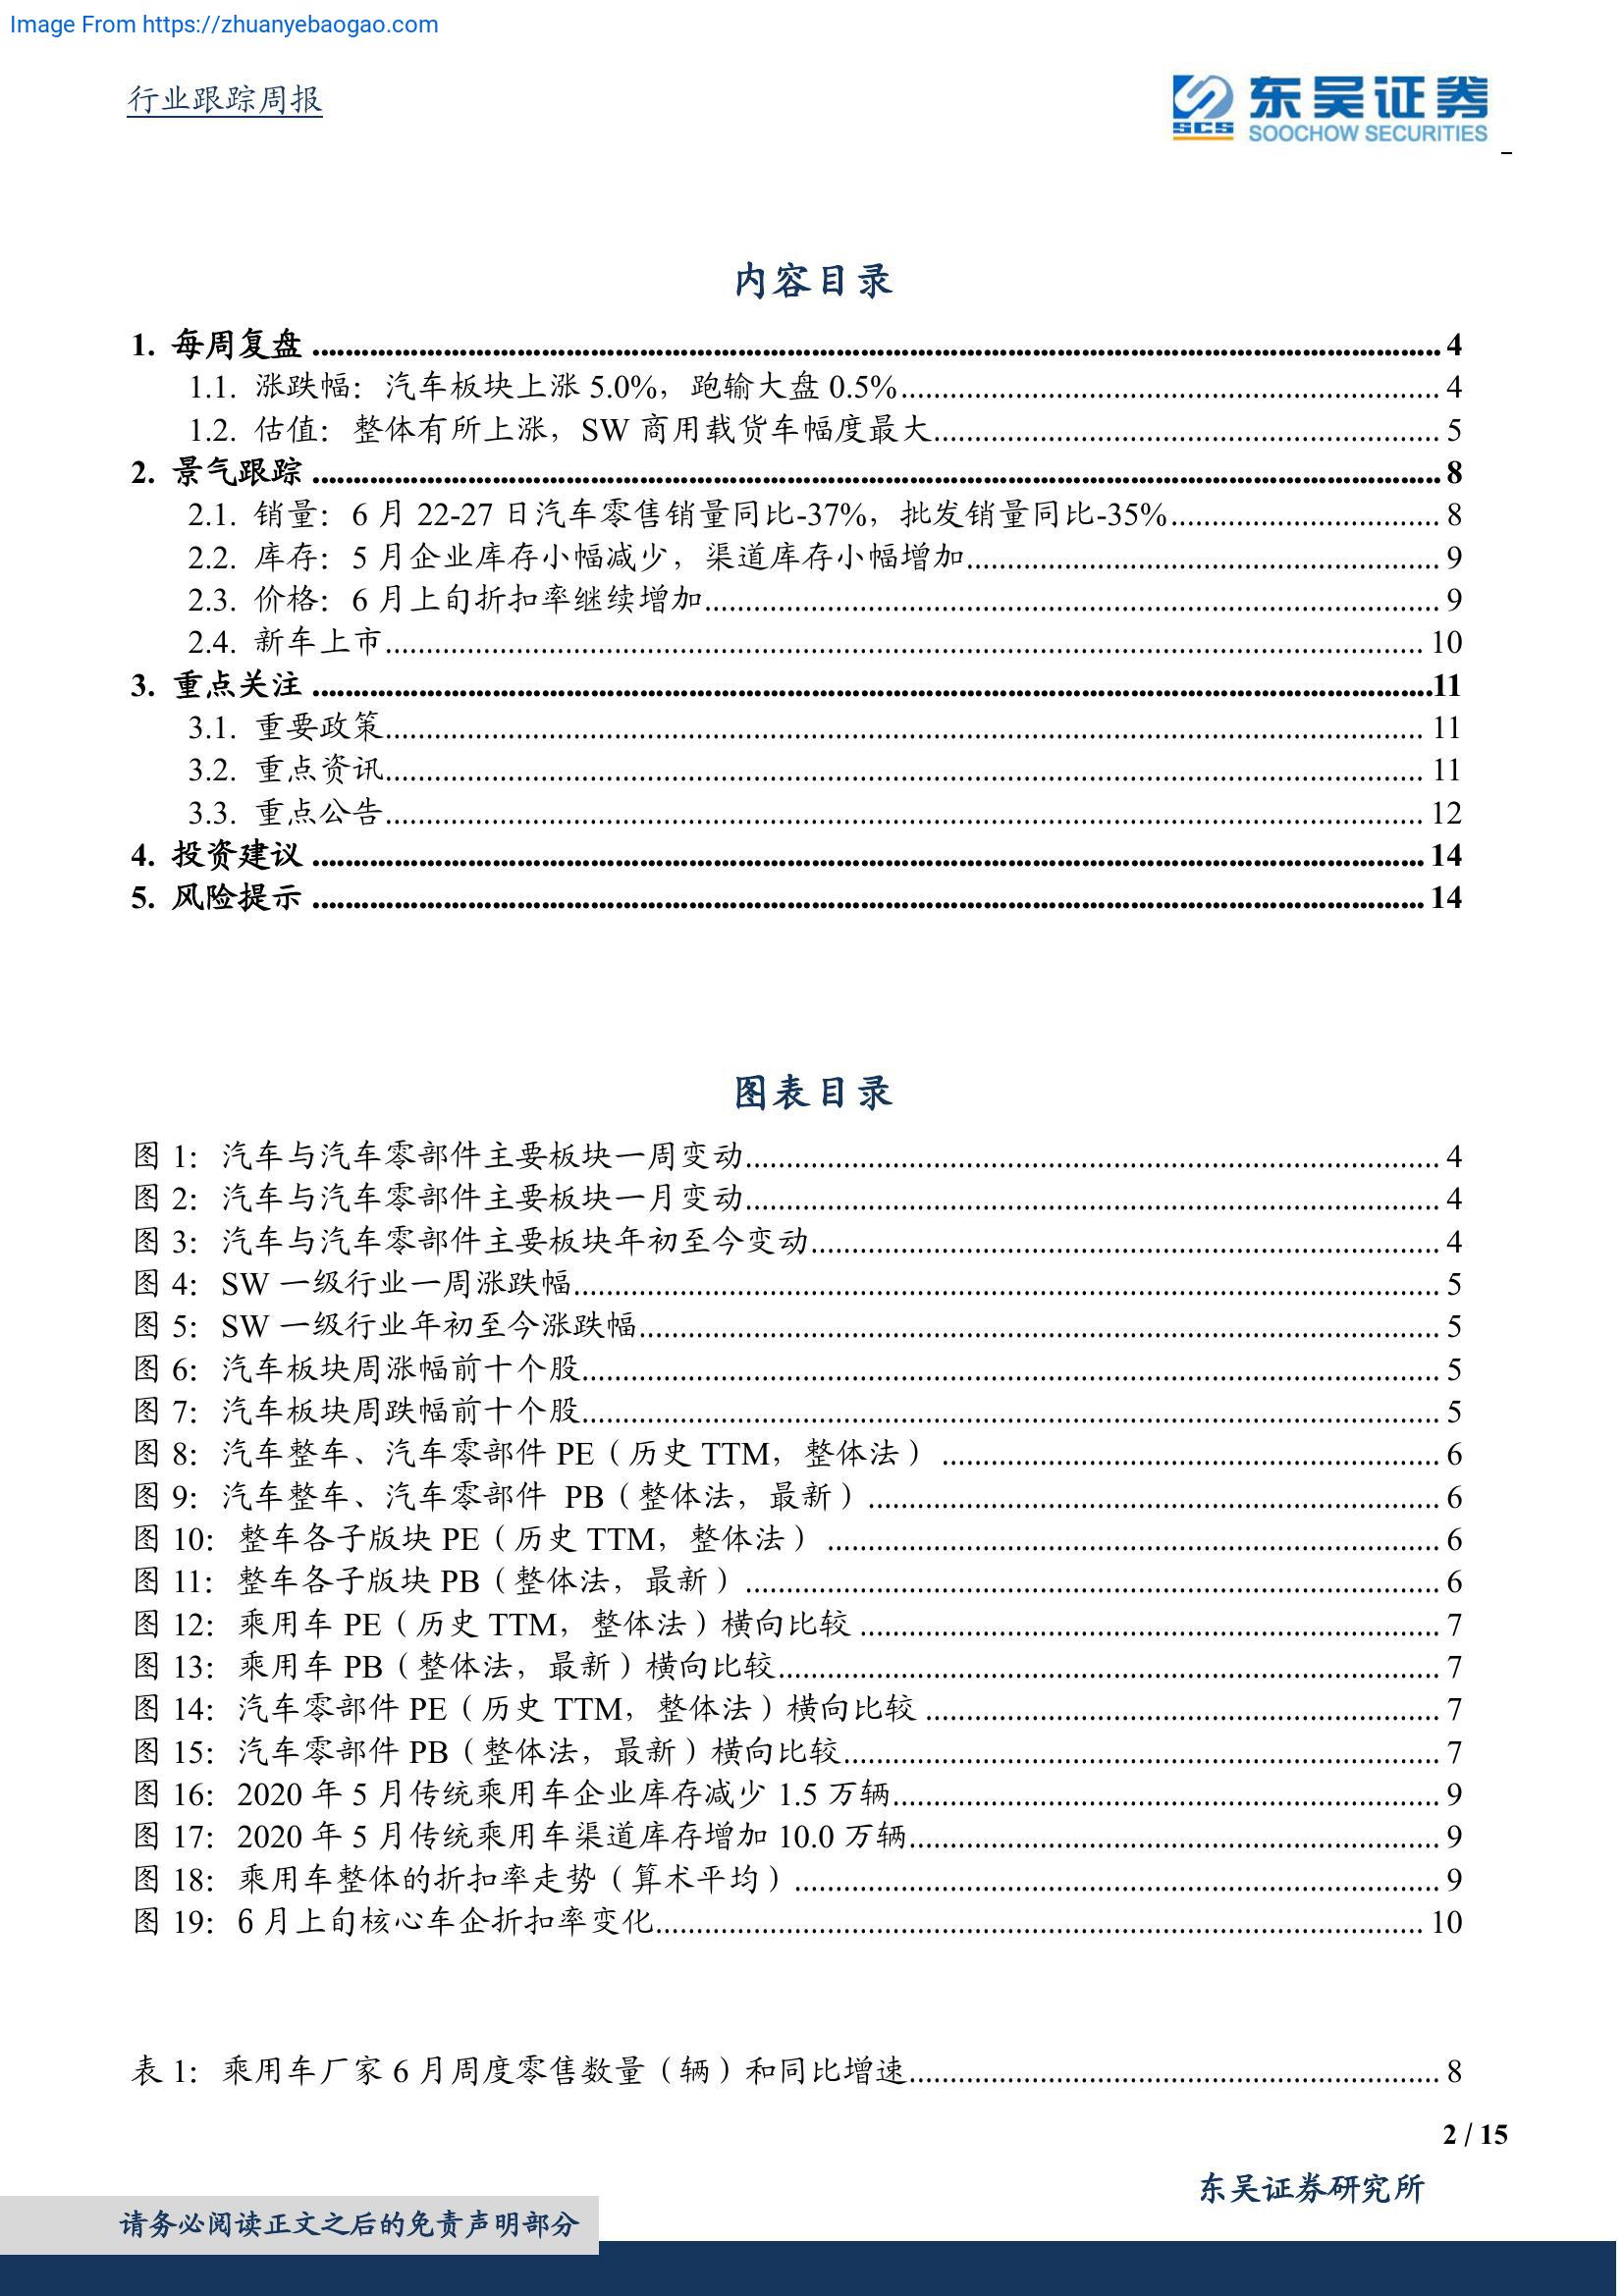 Image From https://zhuanyebaogao.com
行业跟踪周报
SCS 东吴证券
SOOCHOW SECURITIES
内容目录
1. 每周复盘 ........ 4
1.1. 涨跌幅：汽车板块上涨 5.0%，跑输大盘 0.5% ........ 4
1.2. 估值：整体有所上涨，SW 商用载货车幅度最大 ........ 5
2. 景气跟踪 ........ 8
2.1. 销量：6 月 22-27 日汽车零售销量同比-37%，批发销量同比-35% ........ 8
2.2. 库存：5 月企业库存小幅减少，渠道库存小幅增加 ........ 9
2.3. 价格：6 月上旬折扣率继续增加 ........ 9
2.4. 新车上市 ........ 10
3. 重点关注 ........ 11
3.1. 重要政策 ........ 11
3.2. 重点资讯 ........ 11
3.3. 重点公告 ........ 12
4. 投资建议 ........ 14
5. 风险提示 ........ 14
图表目录
图 1：汽车与汽车零部件主要板块一周变动 ........ 4
图 2：汽车与汽车零部件主要板块一月变动 ........ 4
图 3：汽车与汽车零部件主要板块年初至今变动 ........ 4
图 4：SW 一级行业一周涨跌幅 ........ 5
图 5：SW 一级行业年初至今涨跌幅 ........ 5
图 6：汽车板块周涨幅前十个股 ........ 5
图 7：汽车板块周跌幅前十个股 ........ 5
图 8：汽车整车、汽车零部件 PE（历史 TTM，整体法） ........ 6
图 9：汽车整车、汽车零部件 PB（整体法，最新） ........ 6
图 10：整车各子版块 PE（历史 TTM，整体法） ........ 6
图 11：整车各子版块 PB（整体法，最新） ........ 6
图 12：乘用车 PE（历史 TTM，整体法）横向比较 ........ 7
图 13：乘用车 PB（整体法，最新）横向比较 ........ 7
图 14：汽车零部件 PE（历史 TTM，整体法）横向比较 ........ 7
图 15：汽车零部件 PB（整体法，最新）横向比较 ........ 7
图 16：2020 年 5 月传统乘用车企业库存减少 1.5 万辆 ........ 9
图 17：2020 年 5 月传统乘用车渠道库存增加 10.0 万辆 ........ 9
图 18：乘用车整体的折扣率走势（算术平均） ........ 9
图 19：6 月上旬核心车企折扣率变化 ........ 10
表 1：乘用车厂家 6 月周度零售数量（辆）和同比增速 ........ 8
2 / 15
东吴证券研究所
请务必阅读正文之后的免责声明部分